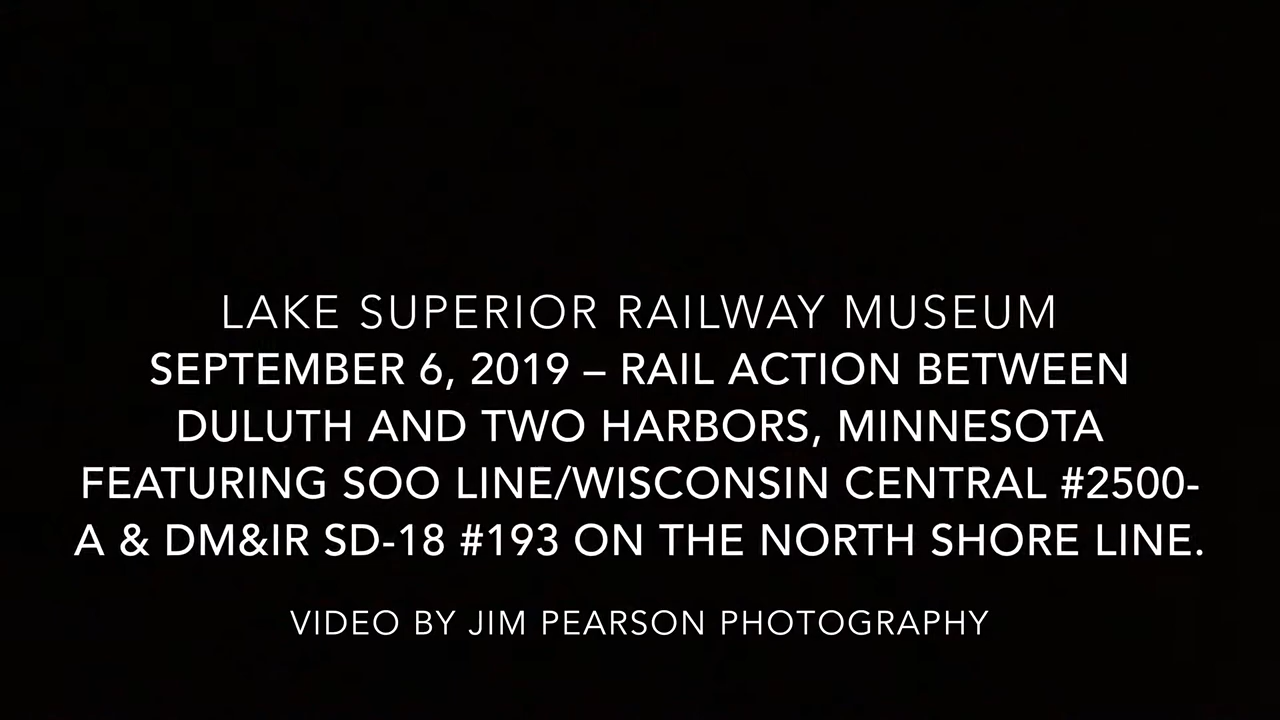 LAKE SUPERIOR RAILWAY MUSEUM
SEPTEMBER 6, 2019 – RAIL ACTION BETWEEN
DULUTH AND TWO HARBORS, MINNESOTA
FEATURING SOO LINE/WISCONSIN CENTRAL #2500-
A & DM&IR SD-18 #193 ON THE NORTH SHORE LINE.
VIDEO BY JIM PEARSON PHOTOGRAPHY